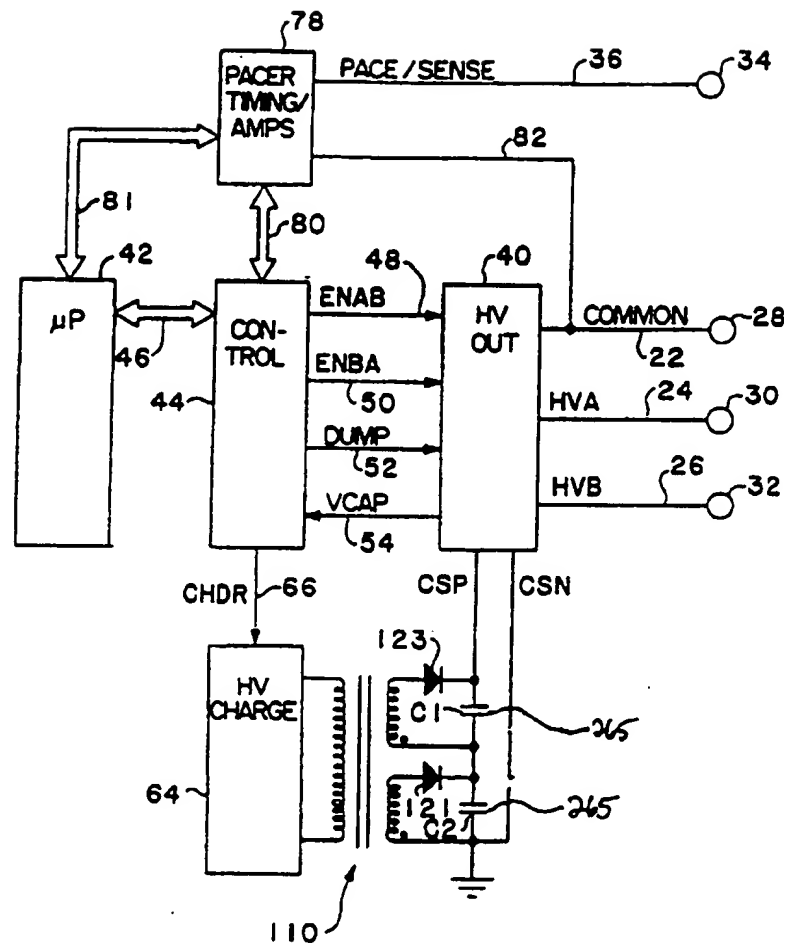 78
PACER
TIMING/
AMPS
PACE/SENSE
36
34
82
81
80
42
μP
46
CON-
TROL
44
ENAB
48
40
HV
OUT
COMMON
28
22
ENBA
50
HVA
24
30
DUMP
52
HVB
26
32
VCAP
54
CHDR
66
CSP
CSN
123
HV
CHARGE
C1
265
64
121
C2
265
110